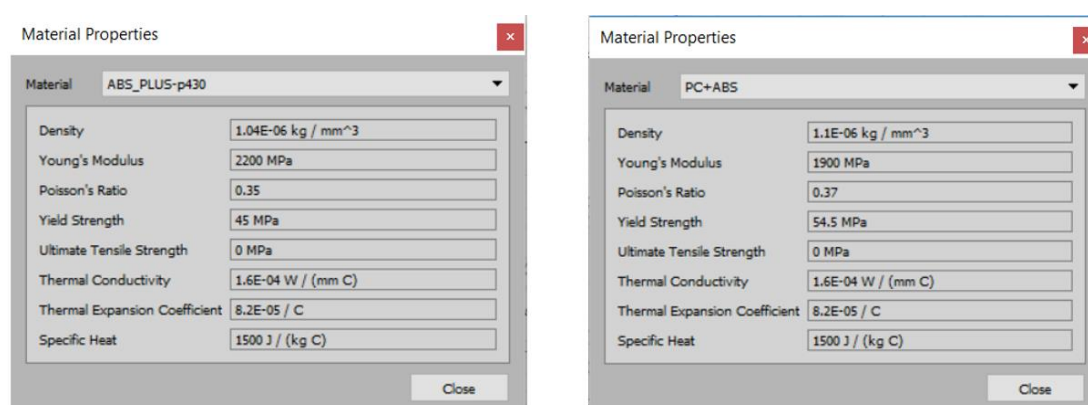 Material Properties
×
Material ABS_PLUS-p430
Density 1.04E-06 kg / mm^3
Young's Modulus 2200 MPa
Poisson's Ratio 0.35
Yield Strength 45 MPa
Ultimate Tensile Strength 0 MPa
Thermal Conductivity 1.6E-04 W / (mm C)
Thermal Expansion Coefficient 8.2E-05 / C
Specific Heat 1500 J / (kg C)
Close
Material Properties
×
Material PC+ABS
Density 1.1E-06 kg / mm^3
Young's Modulus 1900 MPa
Poisson's Ratio 0.37
Yield Strength 54.5 MPa
Ultimate Tensile Strength 0 MPa
Thermal Conductivity 1.6E-04 W / (mm C)
Thermal Expansion Coefficient 8.2E-05 / C
Specific Heat 1500 J / (kg C)
Close